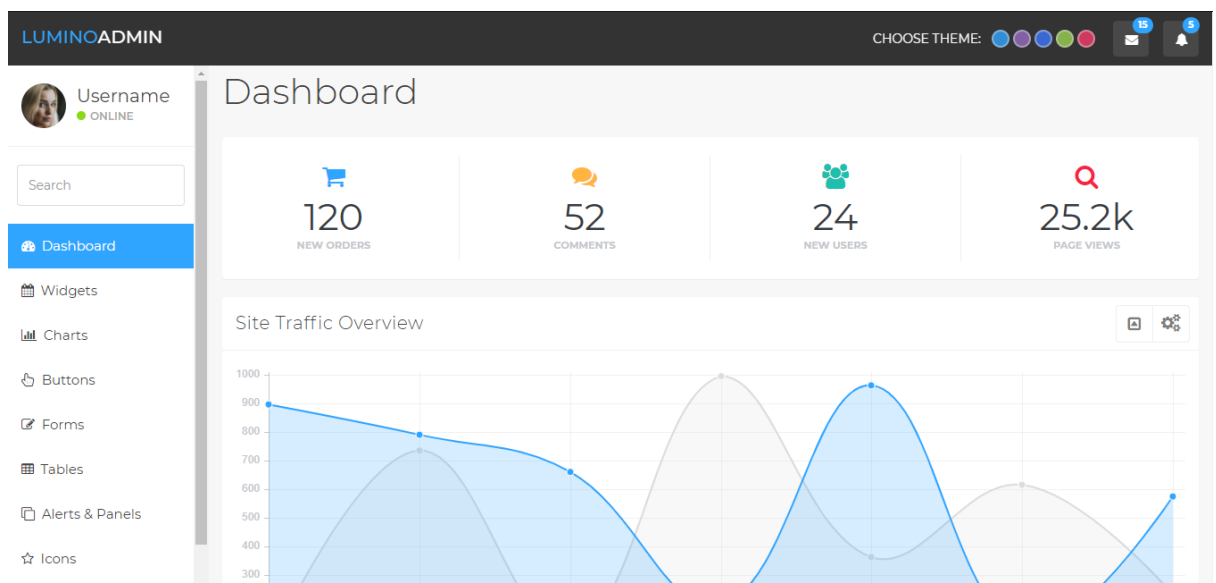 LUMINOADMIN
CHOOSE THEME:
15
5
Username
ONLINE
Search
Dashboard
Widgets
Charts
Buttons
Forms
Tables
Alerts & Panels
Icons
Dashboard
120
NEW ORDERS
52
COMMENTS
24
NEW USERS
25.2k
PAGE VIEWS
Site Traffic Overview
1000
900
800
700
600
500
400
300